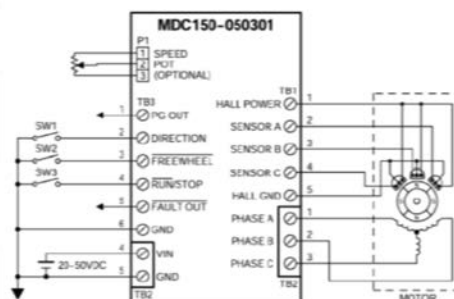 MDC150-050301
P1
1 SPEED
2 POT
3 (OPTIONAL)
TB3
1 PG OUT
SW1
2 DIRECTION
SW2
3 FREEWHEEL
SW3
4 RUN/STOP
5 FAULT OUT
6 GND
4 VIN
20-50VDC
5 GND
TB2
TB1
HALL POWER 1
SENSOR A 2
SENSOR B 3
SENSOR C 4
HALL GND 5
PHASE A 1
PHASE B 2
PHASE C 3
TB2
MOTOR